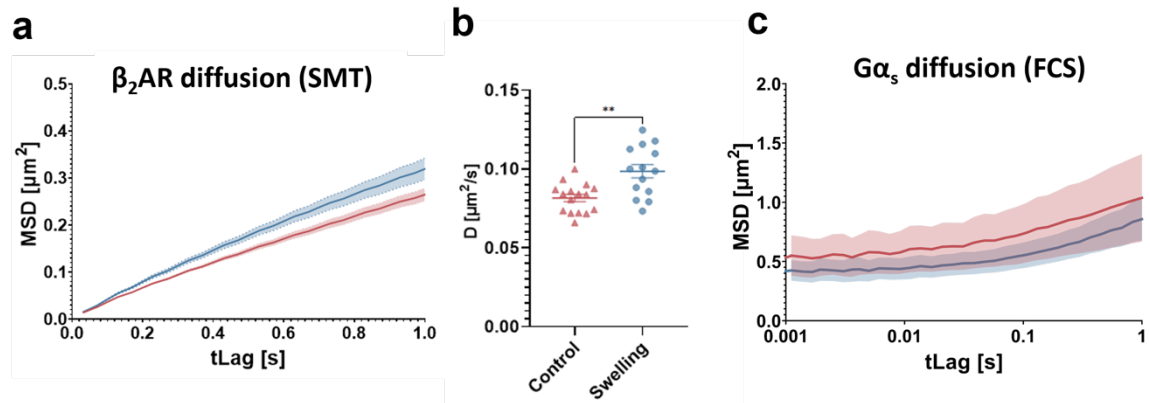 a
β₂AR diffusion (SMT)
MSD [µm²]
0.5
0.4
0.3
0.2
0.1
0.0
0.0
0.2
0.4
0.6
0.8
1.0
tLag [s]
b
**
D [µm²/s]
0.15
0.10
0.05
0.00
Control
Swelling
c
Gαₛ diffusion (FCS)
MSD [µm²]
2.0
1.5
1.0
0.5
0.0
0.001
0.01
0.1
1
tLag [s]